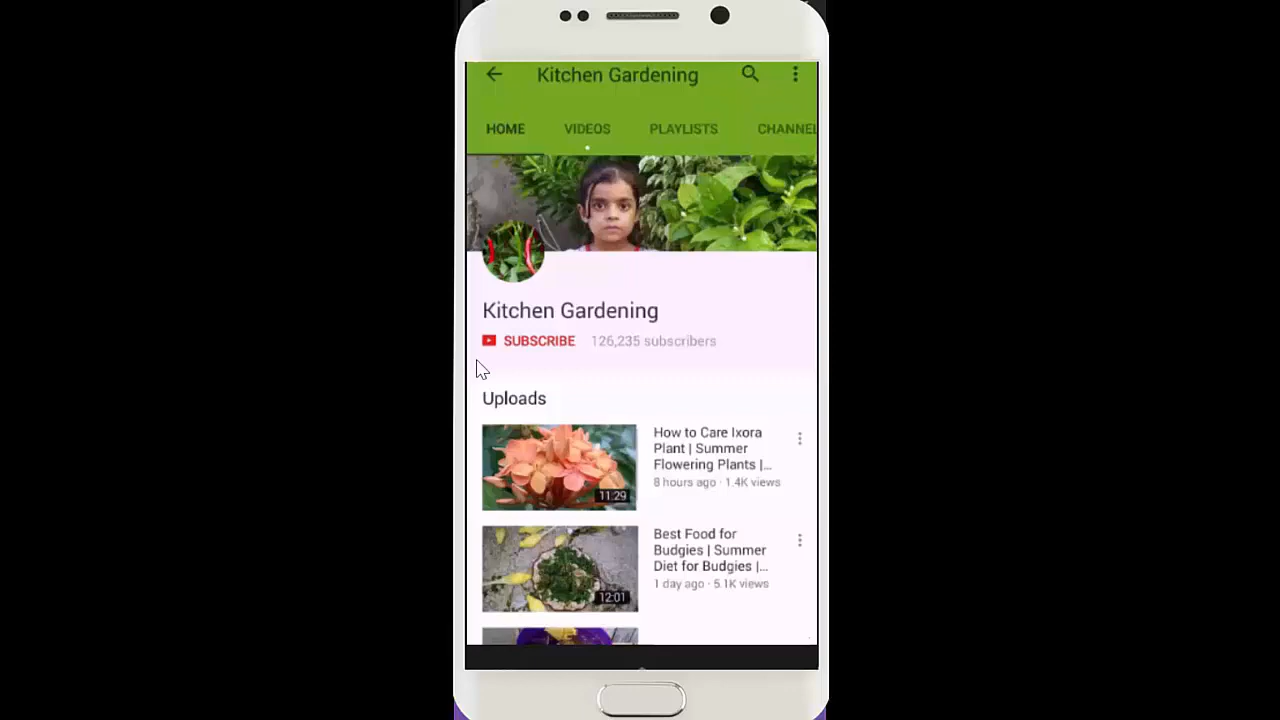 Kitchen Gardening
HOME VIDEOS PLAYLISTS CHANNEL
Kitchen Gardening
SUBSCRIBE 126,235 subscribers
Uploads
How to Care Ixora
Plant | Summer
Flowering Plants |...
8 hours ago · 1.4K views
11:29
Best Food for
Budgies | Summer
Diet for Budgies |...
1 day ago · 5.1K views
12:01